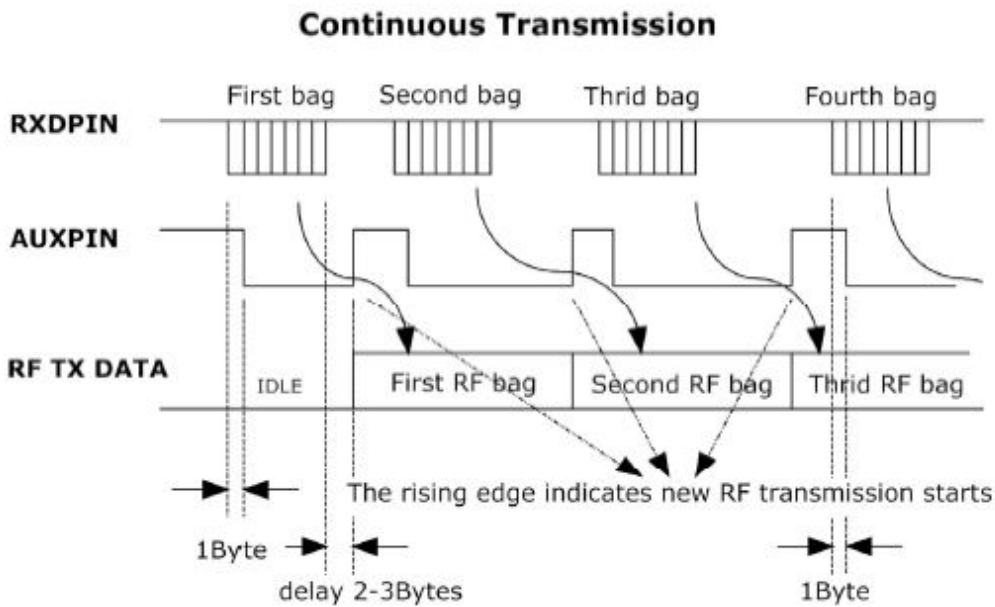 Continuous Transmission
First bag Second bag Thrid bag Fourth bag
RXDPIN
AUXPIN
RF TX DATA
IDLE First RF bag Second RF bag Thrid RF bag
The rising edge indicates new RF transmission starts
1Byte
delay 2-3Bytes 1Byte